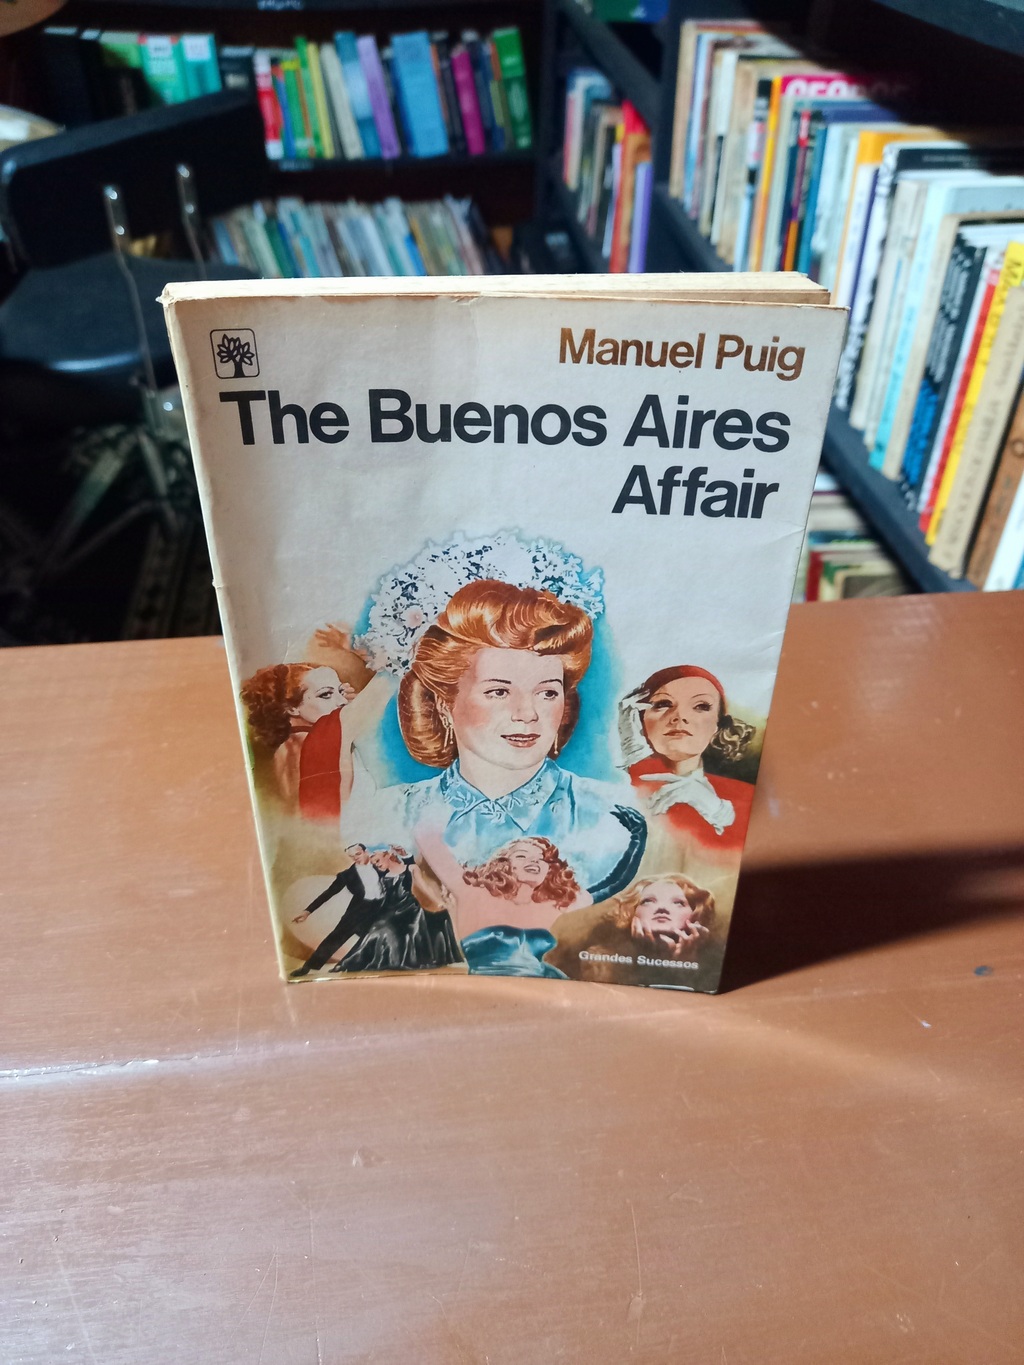 Manuel Puig
The Buenos Aires
Affair
Grandes Sucessos